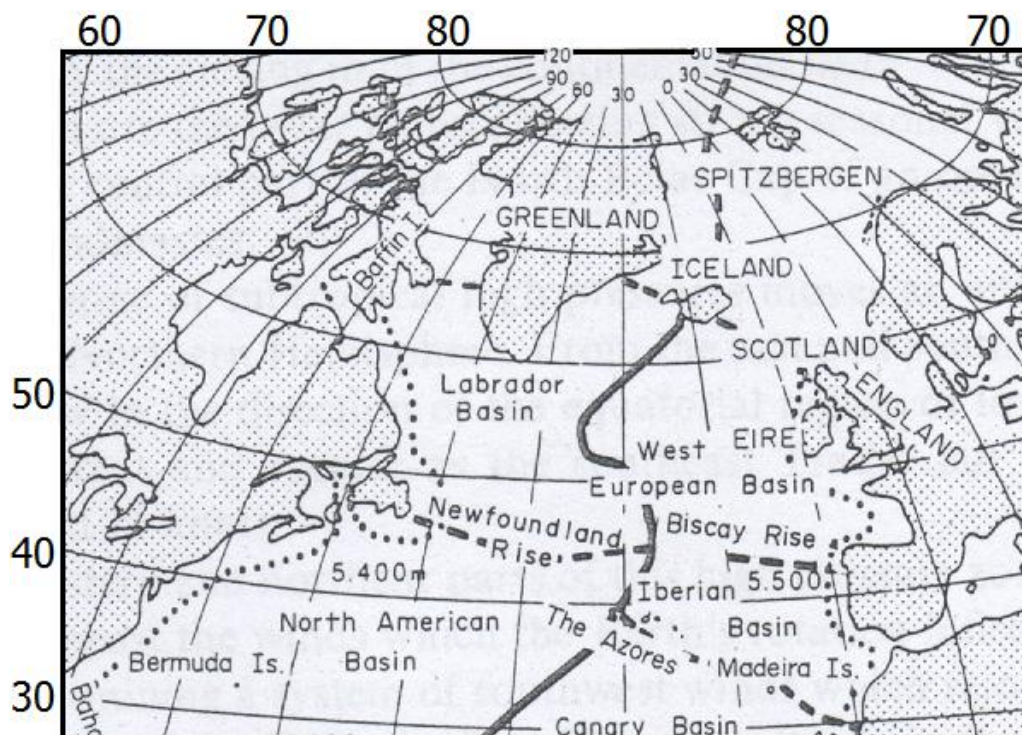 60 70 80 80 70
120 60
90 30
60 30 0
SPITZBERGEN
GREENLAND
Baffin I.
ICELAND
SCOTLAND
50
Labrador
Basin
ENGLAND
EIRE
West
European Basin
Newfoundland
Rise
Biscay Rise
40
5.400m
5.500
Iberian
Basin
North American
Basin
The Azores
Bermuda Is.
Madeira Is.
30
Canary Basin